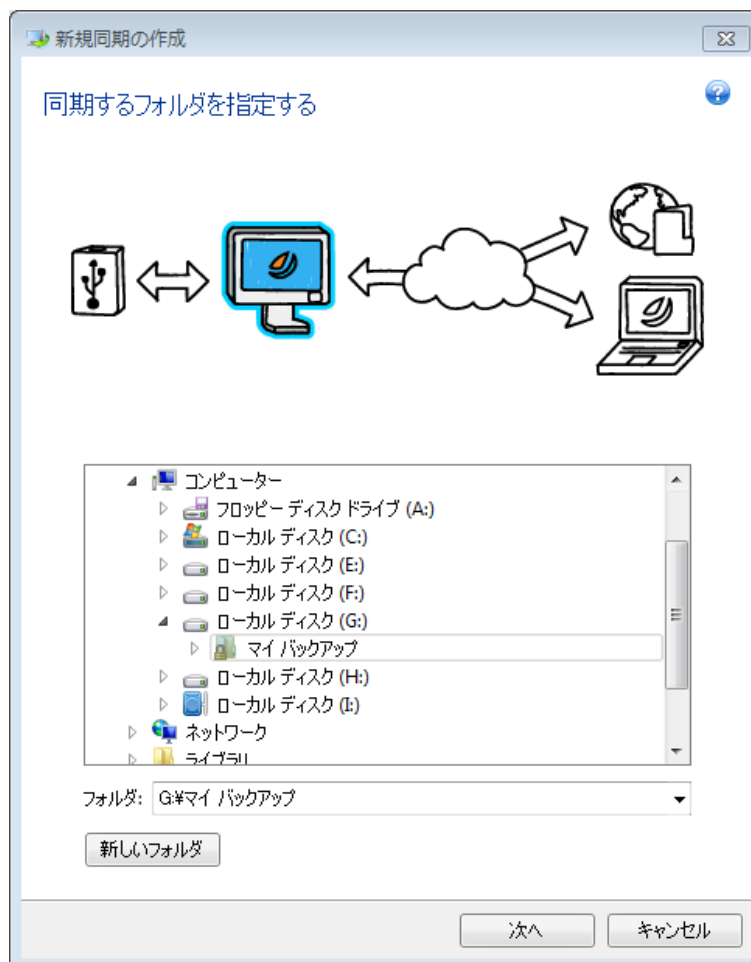 新規同期の作成
同期するフォルダを指定する
コンピューター
フロッピー ディスク ドライブ (A:)
ローカル ディスク (C:)
ローカル ディスク (E:)
ローカル ディスク (F:)
ローカル ディスク (G:)
マイ バックアップ
ローカル ディスク (H:)
ローカル ディスク (I:)
ネットワーク
ライブラリ
フォルダ: G:¥マイ バックアップ
新しいフォルダ
次へ キャンセル